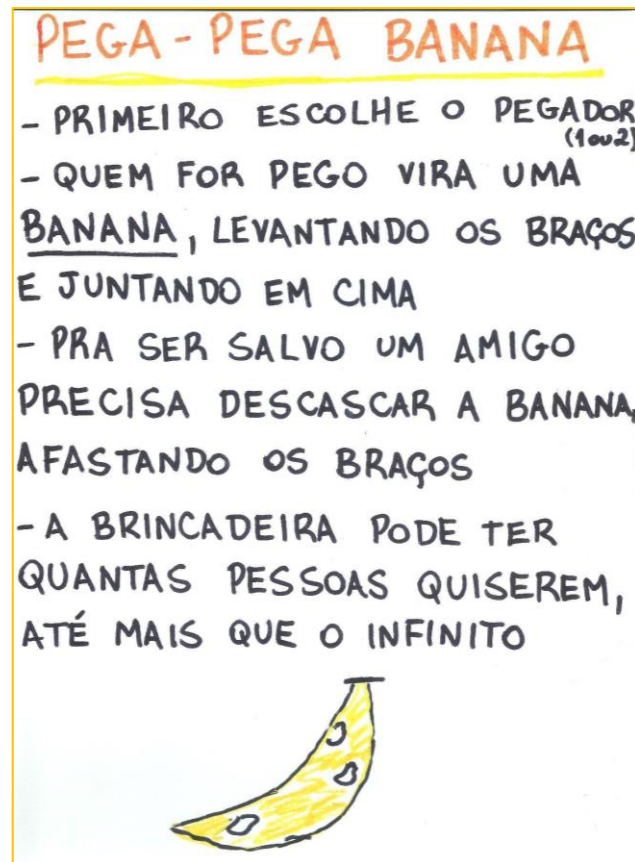 PEGA-PEGA BANANA
- PRIMEIRO ESCOLHE O PEGADOR
(1 ou 2)
- QUEM FOR PEGO VIRA UMA
BANANA, LEVANTANDO OS BRAÇOS
E JUNTANDO EM CIMA
- PRA SER SALVO UM AMIGO
PRECISA DESCASCAR A BANANA,
AFASTANDO OS BRAÇOS
- A BRINCADEIRA PODE TER
QUANTAS PESSOAS QUISEREM,
ATÉ MAIS QUE O INFINITO